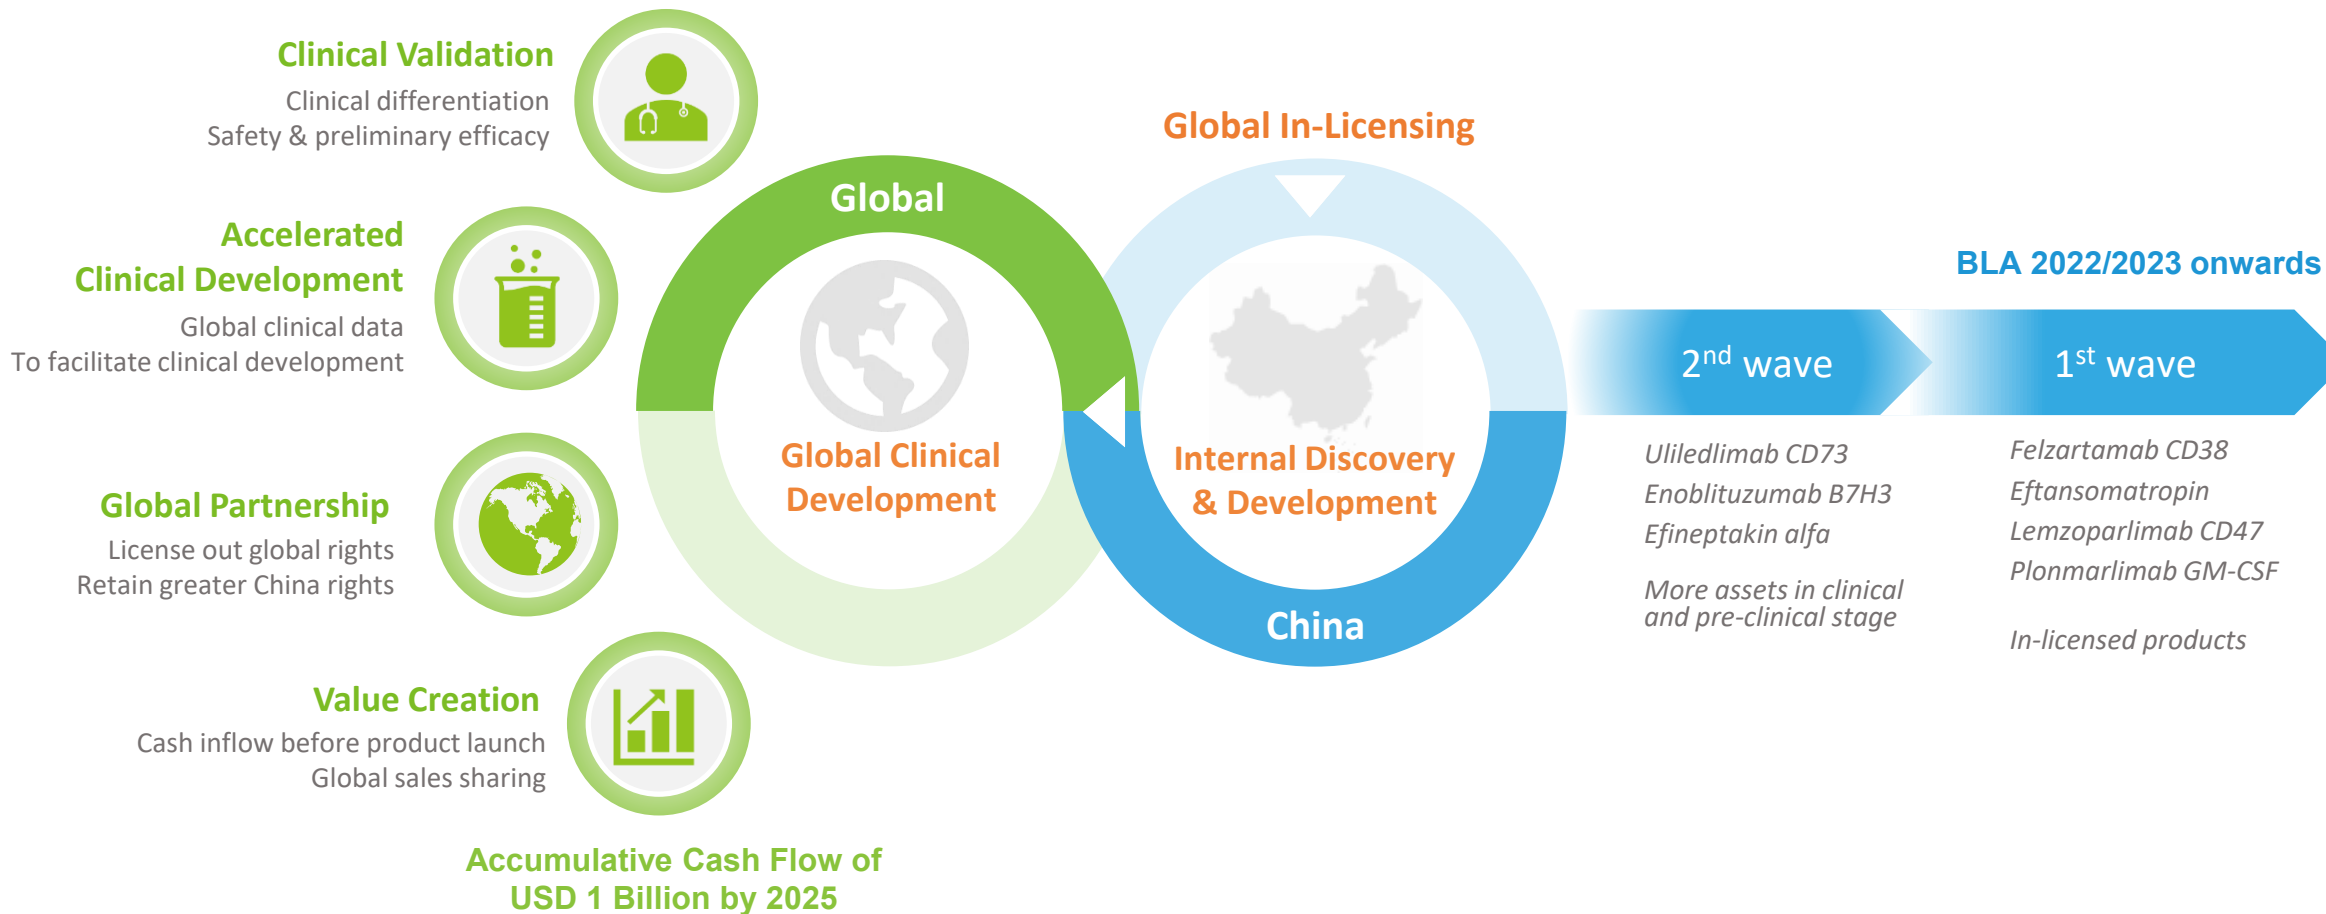 Clinical Validation
Clinical differentiation
Safety & preliminary efficacy
Accelerated
Clinical Development
Global clinical data
To facilitate clinical development
Global Partnership
License out global rights
Retain greater China rights
Value Creation
Cash inflow before product launch
Global sales sharing
Accumulative Cash Flow of
USD 1 Billion by 2025
Global
Global Clinical
Development
Global In-Licensing
Internal Discovery
& Development
China
BLA 2022/2023 onwards
2nd wave
Uliledlimab CD73
Enoblituzumab B7H3
Efineptakin alfa
More assets in clinical
and pre-clinical stage
1st wave
Felzartamab CD38
Eftansomatropin
Lemzoparlimab CD47
Plonmarlimab GM-CSF
In-licensed products